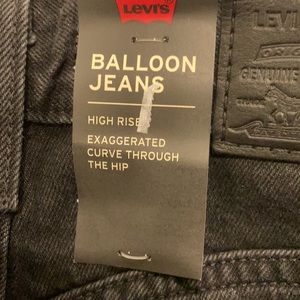 Levi's
BALLOON
JEANS
HIGH RISE
EXAGGERATED
CURVE THROUGH
THE HIP
LEVI
GENUINE